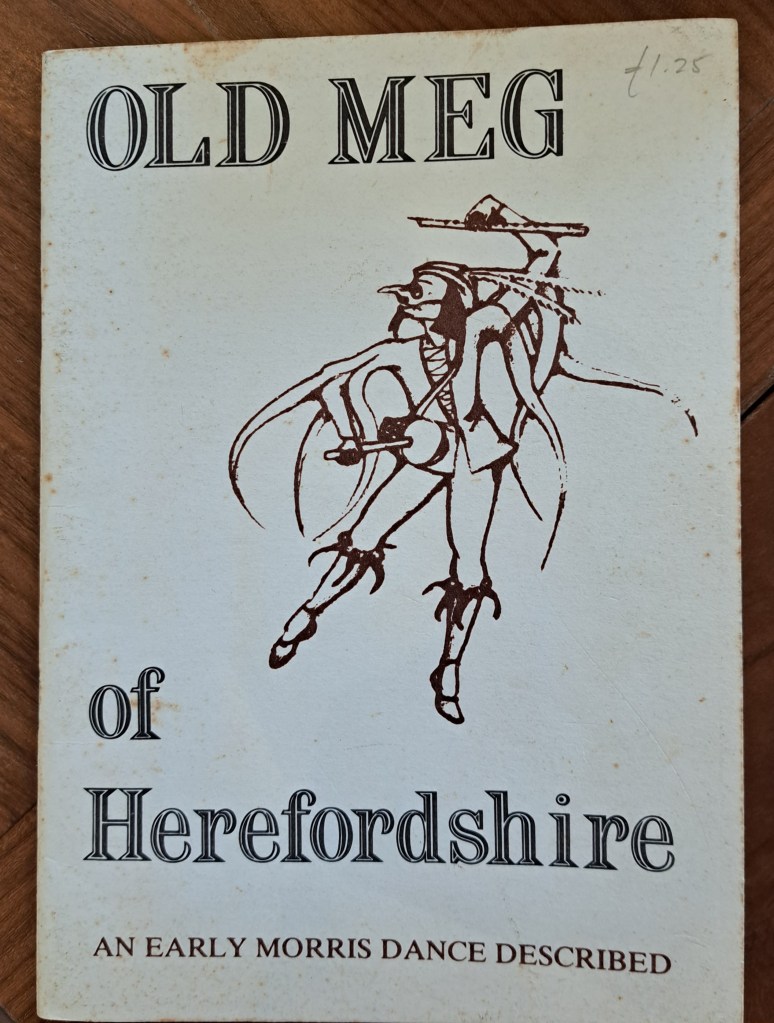 £1.25
OLD MEG
of
Herefordshire
AN EARLY MORRIS DANCE DESCRIBED